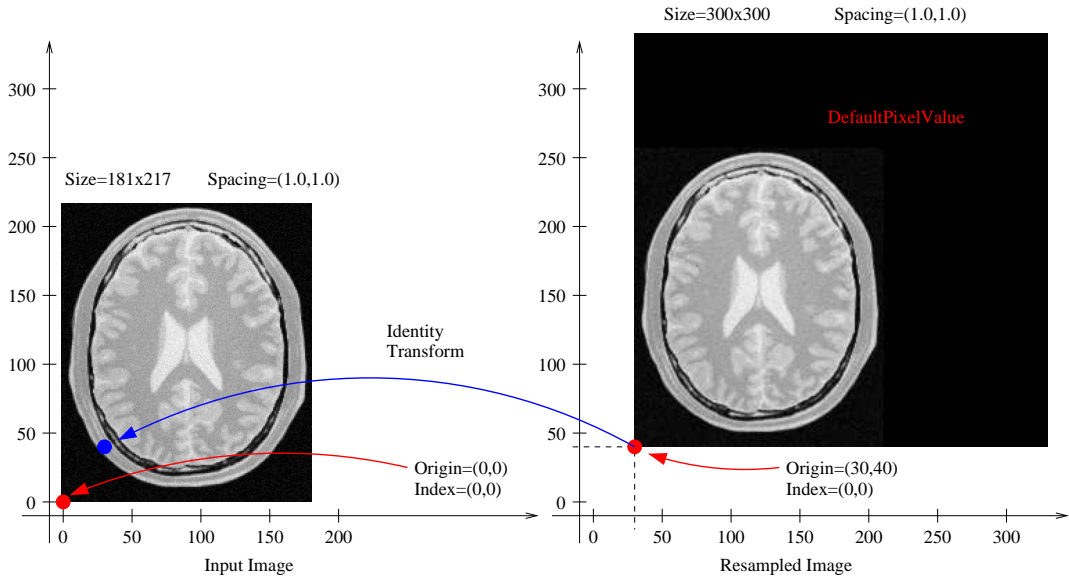 Size=300x300 Spacing=(1.0,1.0)
300
250
200
150
100
50
0
Size=181x217 Spacing=(1.0,1.0)
Identity
Transform
Origin=(0,0)
Index=(0,0)
0 50 100 150 200
Input Image
300
250
200
150
100
50
0
DefaultPixelValue
Origin=(30,40)
Index=(0,0)
0 50 100 150 200 250 300
Resampled Image